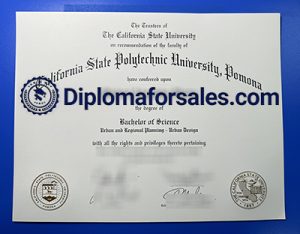 The Trustees of
The California State University
on recommendation of the faculty of
California State Polytechnic University, Pomona
have conferred upon
Diplomaforsales.com
the degree of
Bachelor of Science
Urban and Regional Planning - Urban Design
with all the rights and privileges thereto pertaining